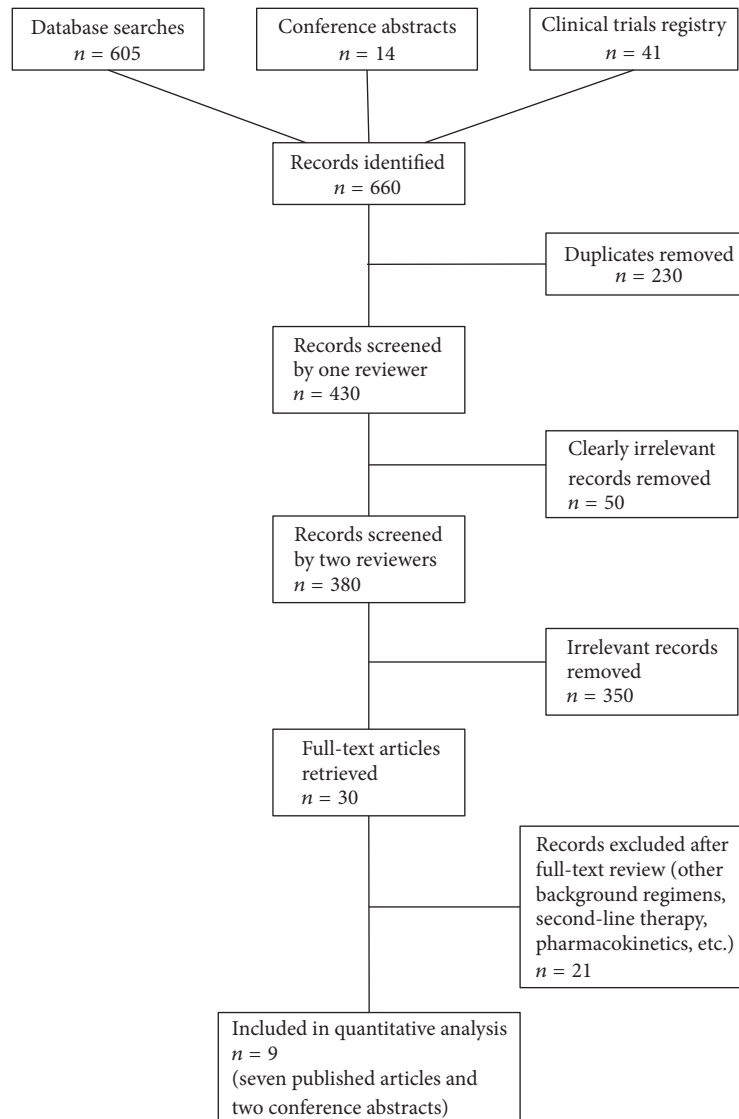 Database searches
n = 605
Conference abstracts
n = 14
Clinical trials registry
n = 41
Records identified
n = 660
Duplicates removed
n = 230
Records screened
by one reviewer
n = 430
Clearly irrelevant
records removed
n = 50
Records screened
by two reviewers
n = 380
Irrelevant records
removed
n = 350
Full-text articles
retrieved
n = 30
Records excluded after
full-text review (other
background regimens,
second-line therapy,
pharmacokinetics, etc.)
n = 21
Included in quantitative analysis
n = 9
(seven published articles and
two conference abstracts)